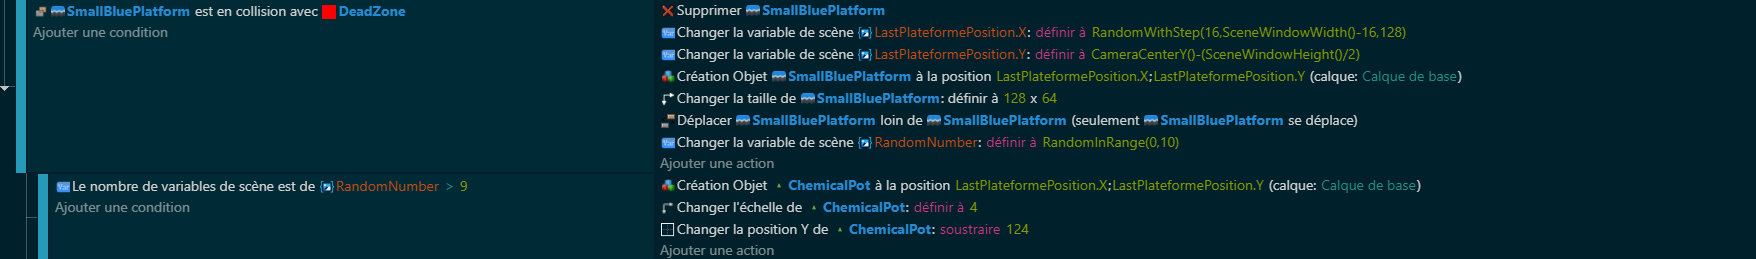 SmallBluePlatform est en collision avec DeadZone
Ajouter une condition
Supprimer SmallBluePlatform
Changer la variable de scène LastPlateformePosition.X: définir à RandomWithStep(16,SceneWindowWidth()-16,128)
Changer la variable de scène LastPlateformePosition.Y: définir à CameraCenterY()-(SceneWindowHeight()/2)
Création Objet SmallBluePlatform à la position LastPlateformePosition.X;LastPlateformePosition.Y (calque: Calque de base)
Changer la taille de SmallBluePlatform: définir à 128 x 64
Déplacer SmallBluePlatform loin de SmallBluePlatform (seulement SmallBluePlatform se déplace)
Changer la variable de scène RandomNumber: définir à RandomInRange(0,10)
Ajouter une action
Le nombre de variables de scène est de RandomNumber > 9
Ajouter une condition
Création Objet ChemicalPot à la position LastPlateformePosition.X;LastPlateformePosition.Y (calque: Calque de base)
Changer l'échelle de ChemicalPot: définir à 4
Changer la position Y de ChemicalPot: soustraire 124
Ajouter une action